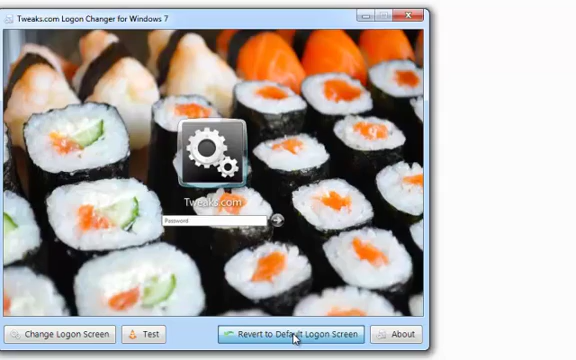 Tweaks.com Logon Changer for Windows 7
Tweaks.com
Password
Change Logon Screen
Test
Revert to Default Logon Screen
About